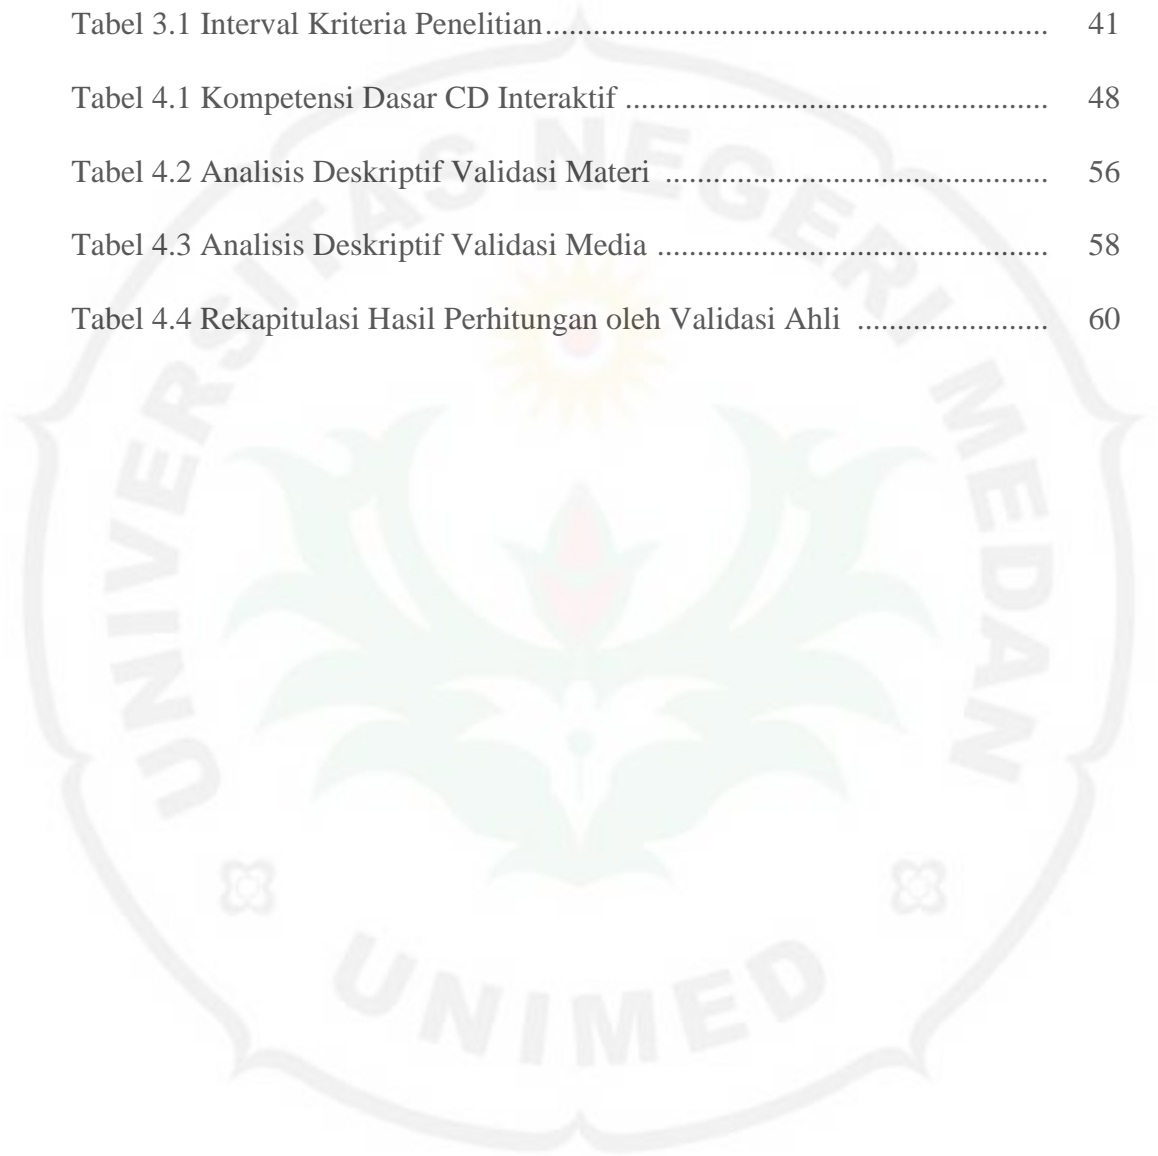 Tabel 3.1 Interval Kriteria Penelitian............................................................... 41
Tabel 4.1 Kompetensi Dasar CD Interaktif ..................................................... 48
Tabel 4.2 Analisis Deskriptif Validasi Materi ................................................ 56
Tabel 4.3 Analisis Deskriptif Validasi Media ................................................. 58
Tabel 4.4 Rekapitulasi Hasil Perhitungan oleh Validasi Ahli ........................ 60
UNIVERSITAS NEGERI MEDAN
UNIMED